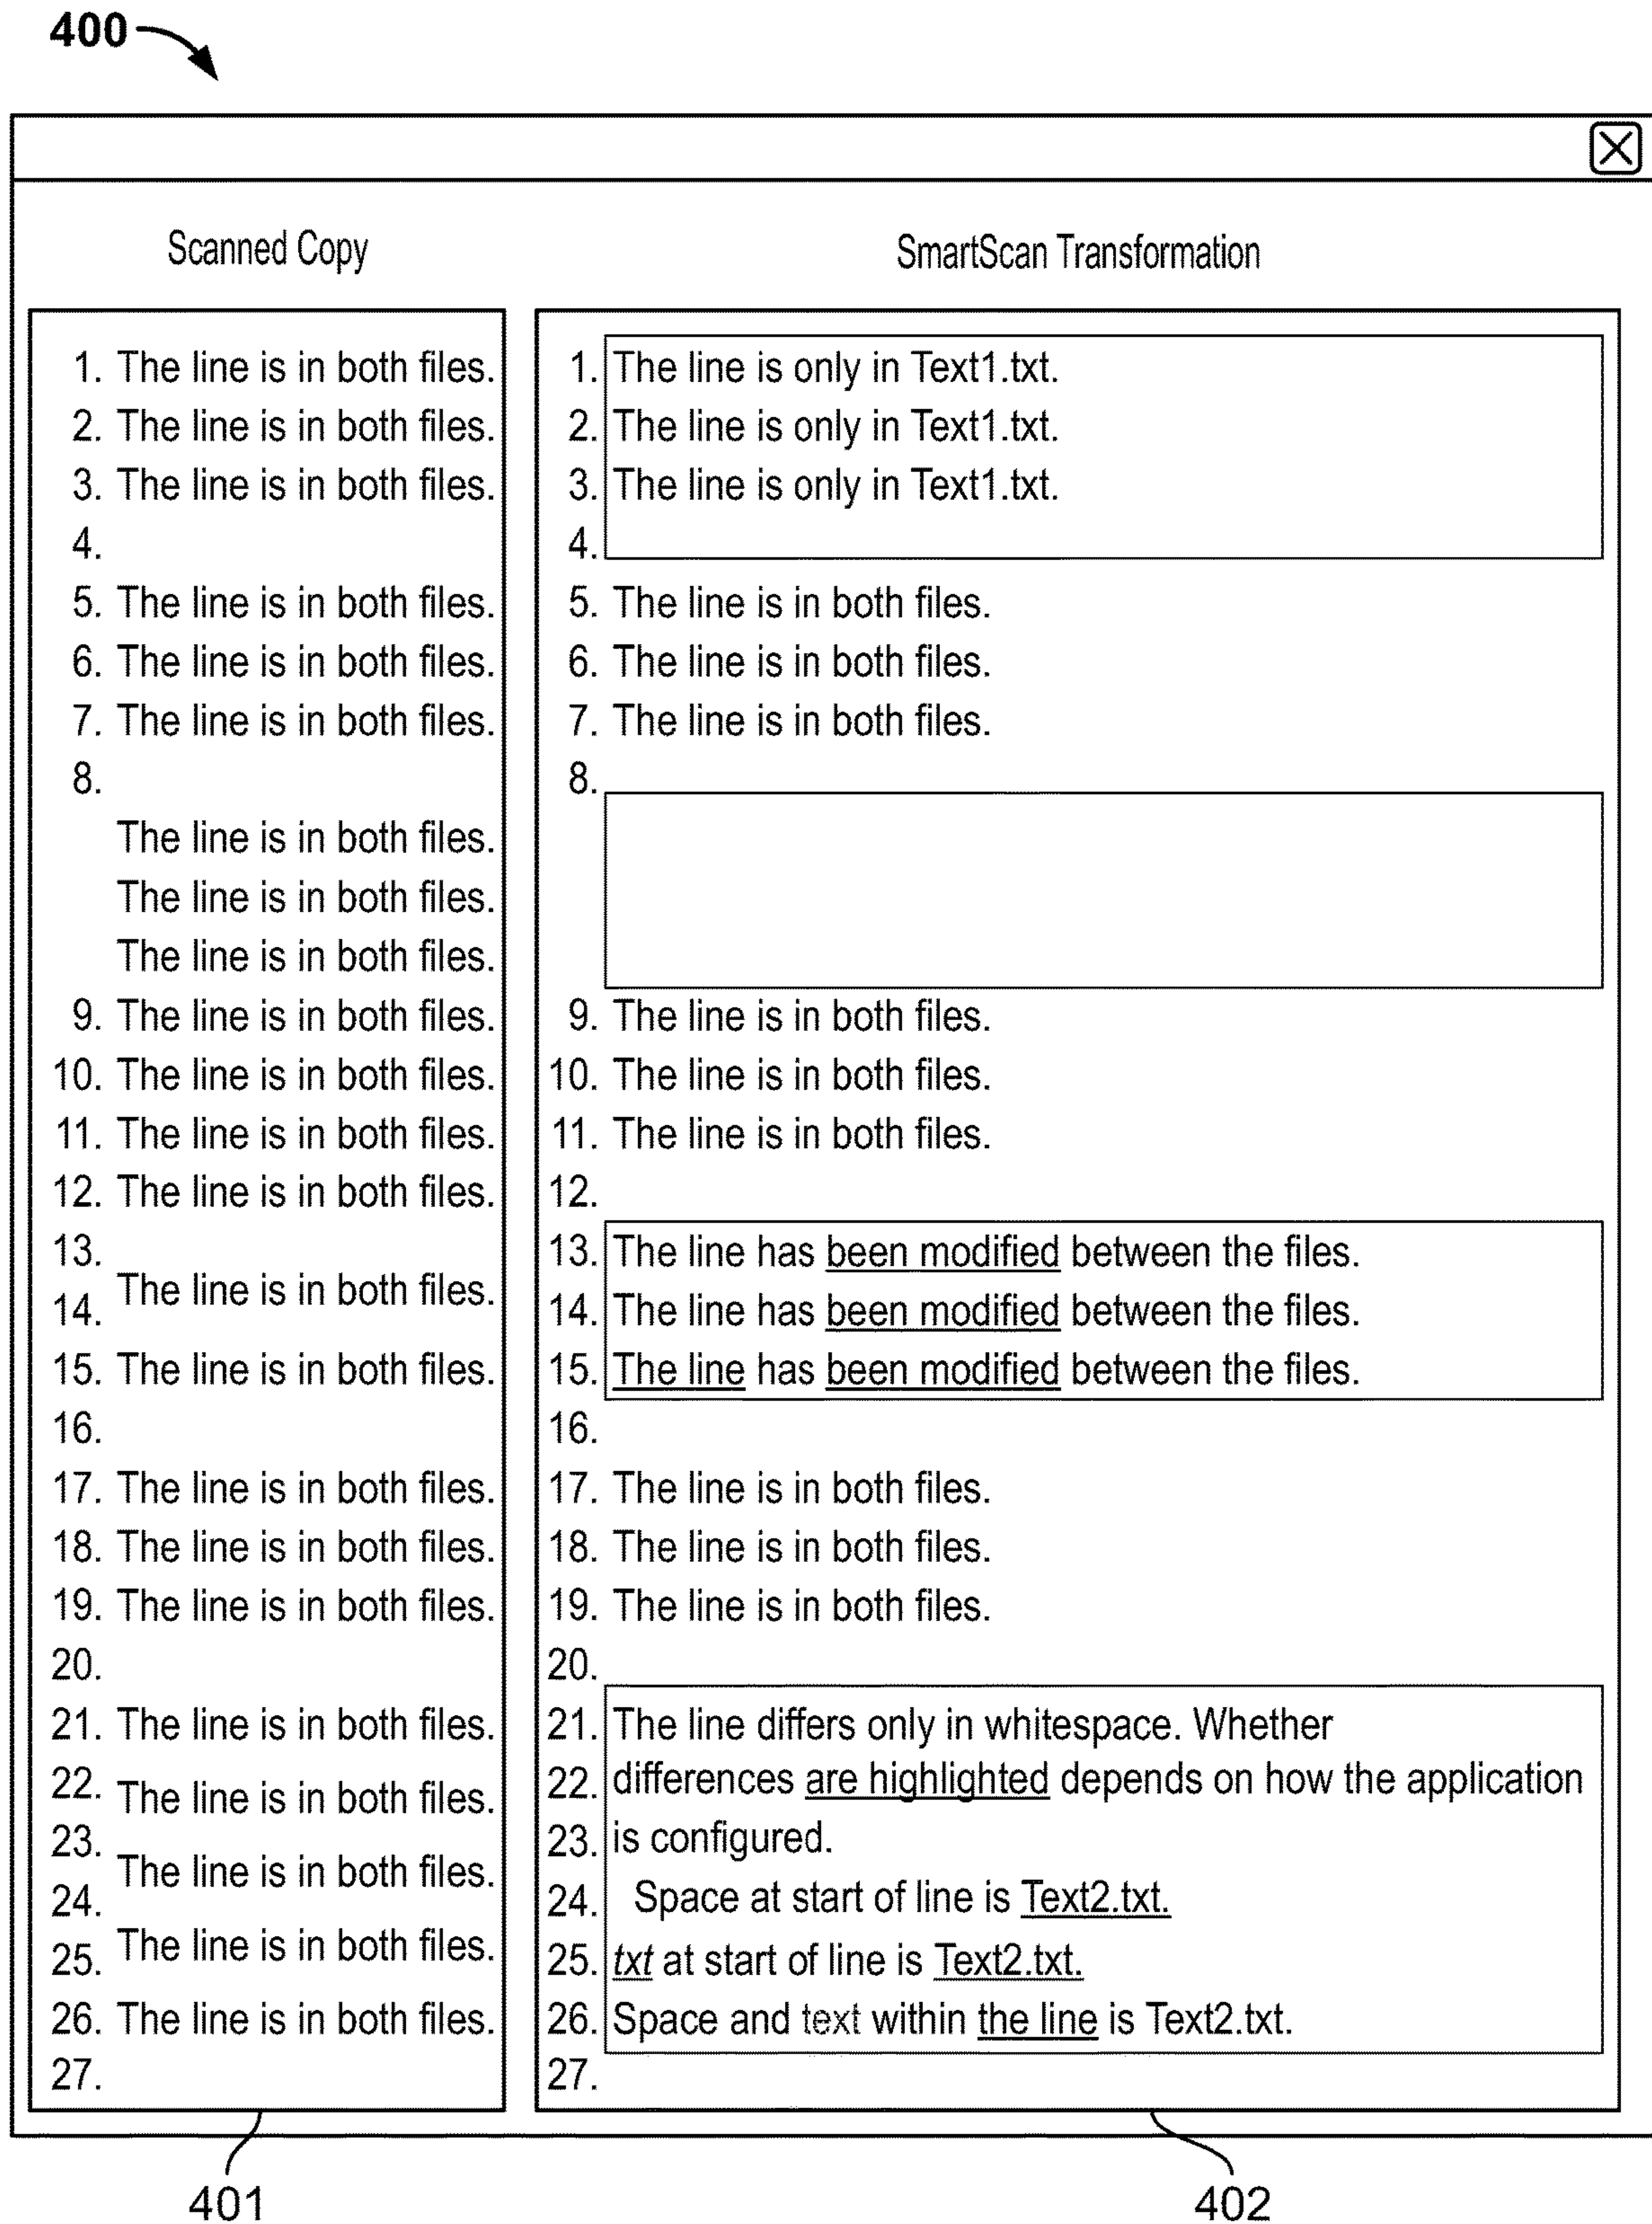 400
Scanned Copy
1. The line is in both files.
2. The line is in both files.
3. The line is in both files.
4.
5. The line is in both files.
6. The line is in both files.
7. The line is in both files.
8.
The line is in both files.
The line is in both files.
The line is in both files.
9. The line is in both files.
10. The line is in both files.
11. The line is in both files.
12. The line is in both files.
13.
The line is in both files.
14.
15. The line is in both files.
16.
17. The line is in both files.
18. The line is in both files.
19. The line is in both files.
20.
21. The line is in both files.
22.
The line is in both files.
23.
The line is in both files.
24.
The line is in both files.
25.
26. The line is in both files.
27.
401
SmartScan Transformation
1. The line is only in Text1.txt.
2. The line is only in Text1.txt.
3. The line is only in Text1.txt.
4.
5. The line is in both files.
6. The line is in both files.
7. The line is in both files.
8.
9. The line is in both files.
10. The line is in both files.
11. The line is in both files.
12.
13. The line has been modified between the files.
14. The line has been modified between the files.
15. The line has been modified between the files.
16.
17. The line is in both files.
18. The line is in both files.
19. The line is in both files.
20.
21. The line differs only in whitespace. Whether
22. differences are highlighted depends on how the application
23. is configured.
24. Space at start of line is Text2.txt.
25. txt at start of line is Text2.txt.
26. Space and text within the line is Text2.txt.
27.
402